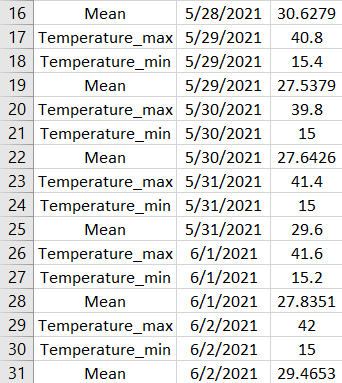 16 Mean 5/28/2021 30.6279
17 Temperature_max 5/29/2021 40.8
18 Temperature_min 5/29/2021 15.4
19 Mean 5/29/2021 27.5379
20 Temperature_max 5/30/2021 39.8
21 Temperature_min 5/30/2021 15
22 Mean 5/30/2021 27.6426
23 Temperature_max 5/31/2021 41.4
24 Temperature_min 5/31/2021 15
25 Mean 5/31/2021 29.6
26 Temperature_max 6/1/2021 41.6
27 Temperature_min 6/1/2021 15.2
28 Mean 6/1/2021 27.8351
29 Temperature_max 6/2/2021 42
30 Temperature_min 6/2/2021 15
31 Mean 6/2/2021 29.4653